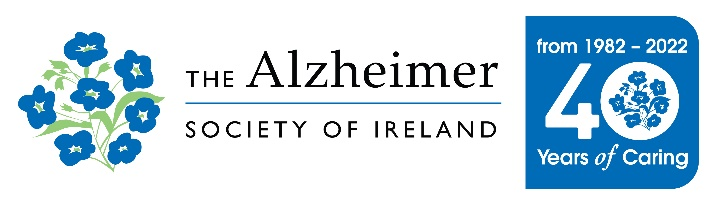 THE Alzheimer
SOCIETY OF IRELAND
from 1982 – 2022
40
Years of Caring